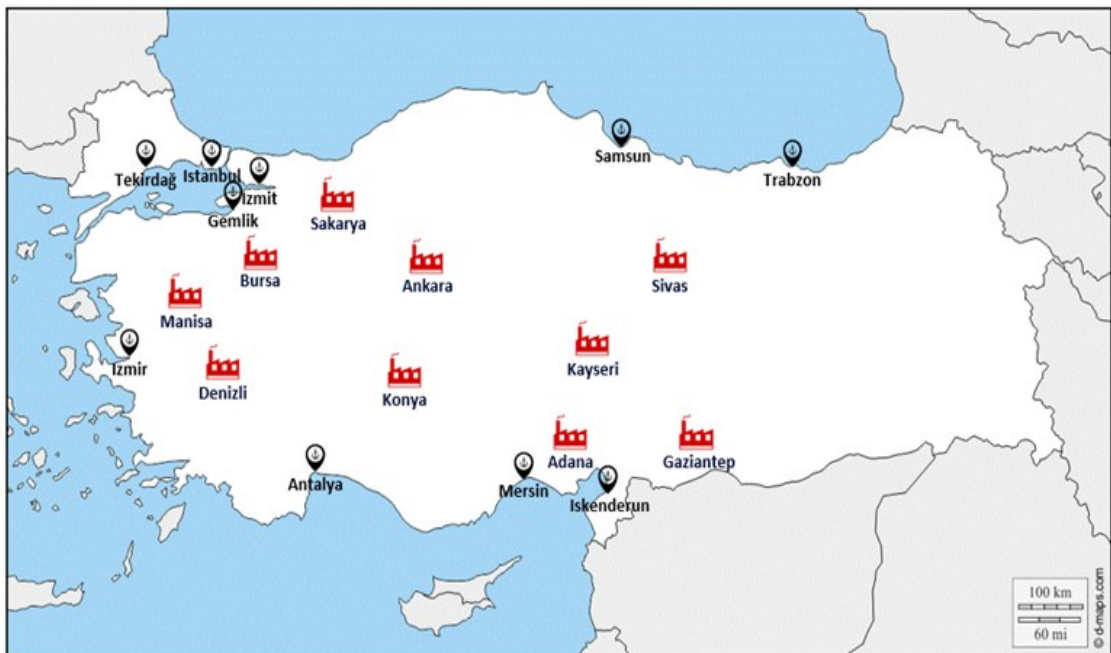 Tekirdağ
Istanbul
Izmit
Gemlik
Samsun
Trabzon
Sakarya
Bursa
Ankara
Sivas
Manisa
Izmir
Denizli
Konya
Kayseri
Adana
Gaziantep
Antalya
Mersin
Iskenderun
100 km
60 mi
© d-maps.com